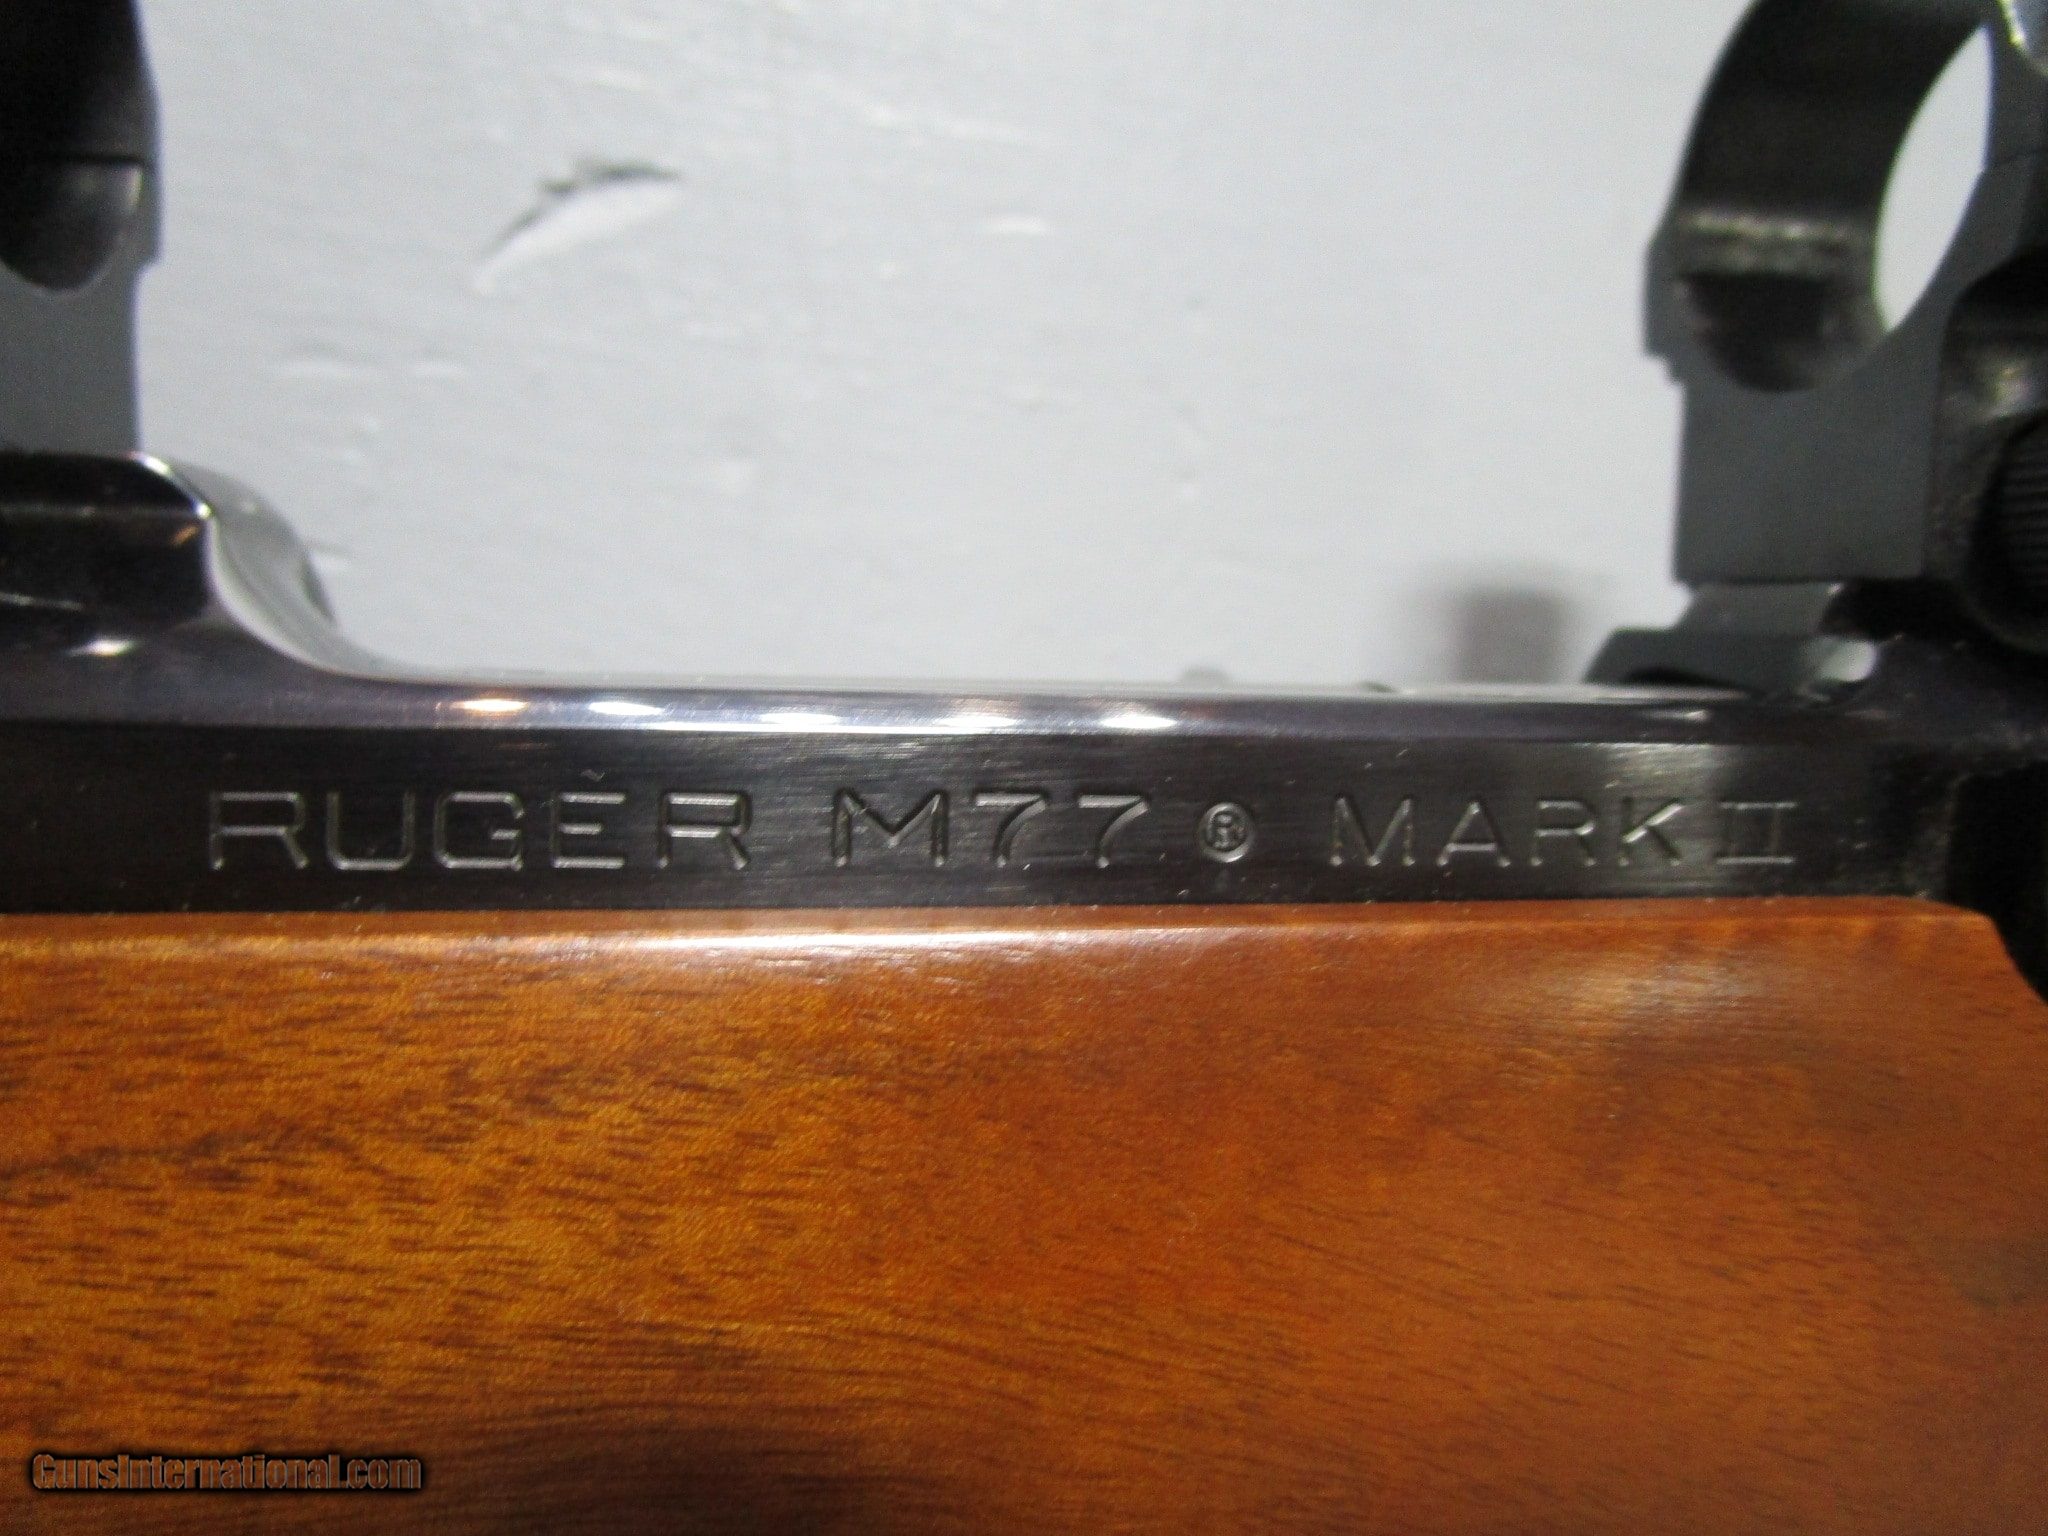 RUGER M77 ® MARK II
GunsInternational.com